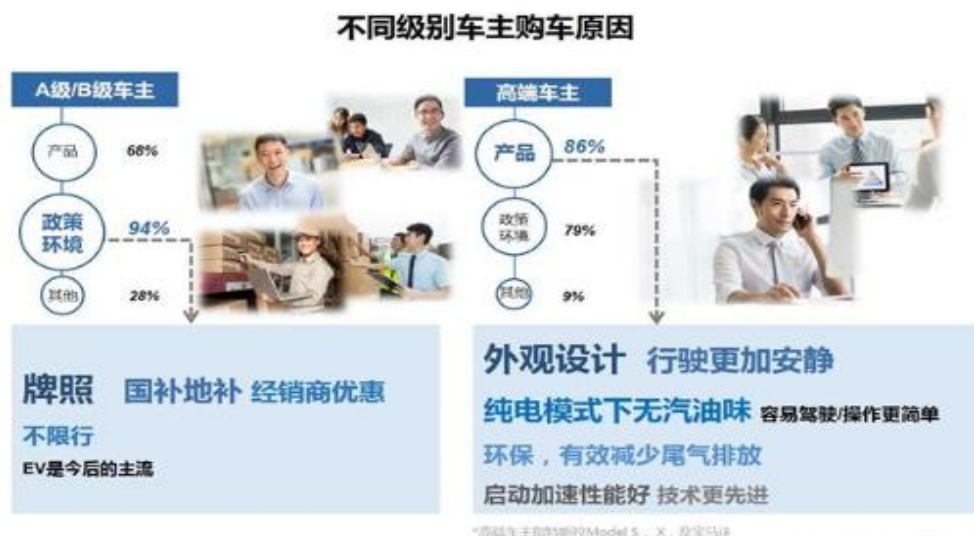 不同级别车主购车原因
A级/B级车主
产品 68%
政策
环境 94%
其他 28%
牌照 国补地补 经销商优惠
不限行
EV是今后的主流
高端车主
产品 86%
政策
环境 79%
其他 9%
外观设计 行驶更加安静
纯电模式下无汽油味 容易驾驶/操作更简单
环保，有效减少尾气排放
启动加速性能好 技术更先进
Model S、X